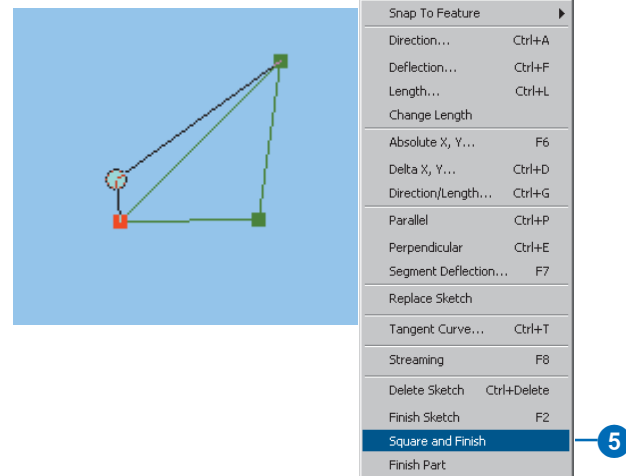 Snap To Feature
Direction... Ctrl+A
Deflection... Ctrl+F
Length... Ctrl+L
Change Length
Absolute X, Y... F6
Delta X, Y... Ctrl+D
Direction/Length... Ctrl+G
Parallel Ctrl+P
Perpendicular Ctrl+E
Segment Deflection... F7
Replace Sketch
Tangent Curve... Ctrl+T
Streaming F8
Delete Sketch Ctrl+Delete
Finish Sketch F2
Square and Finish 5
Finish Part